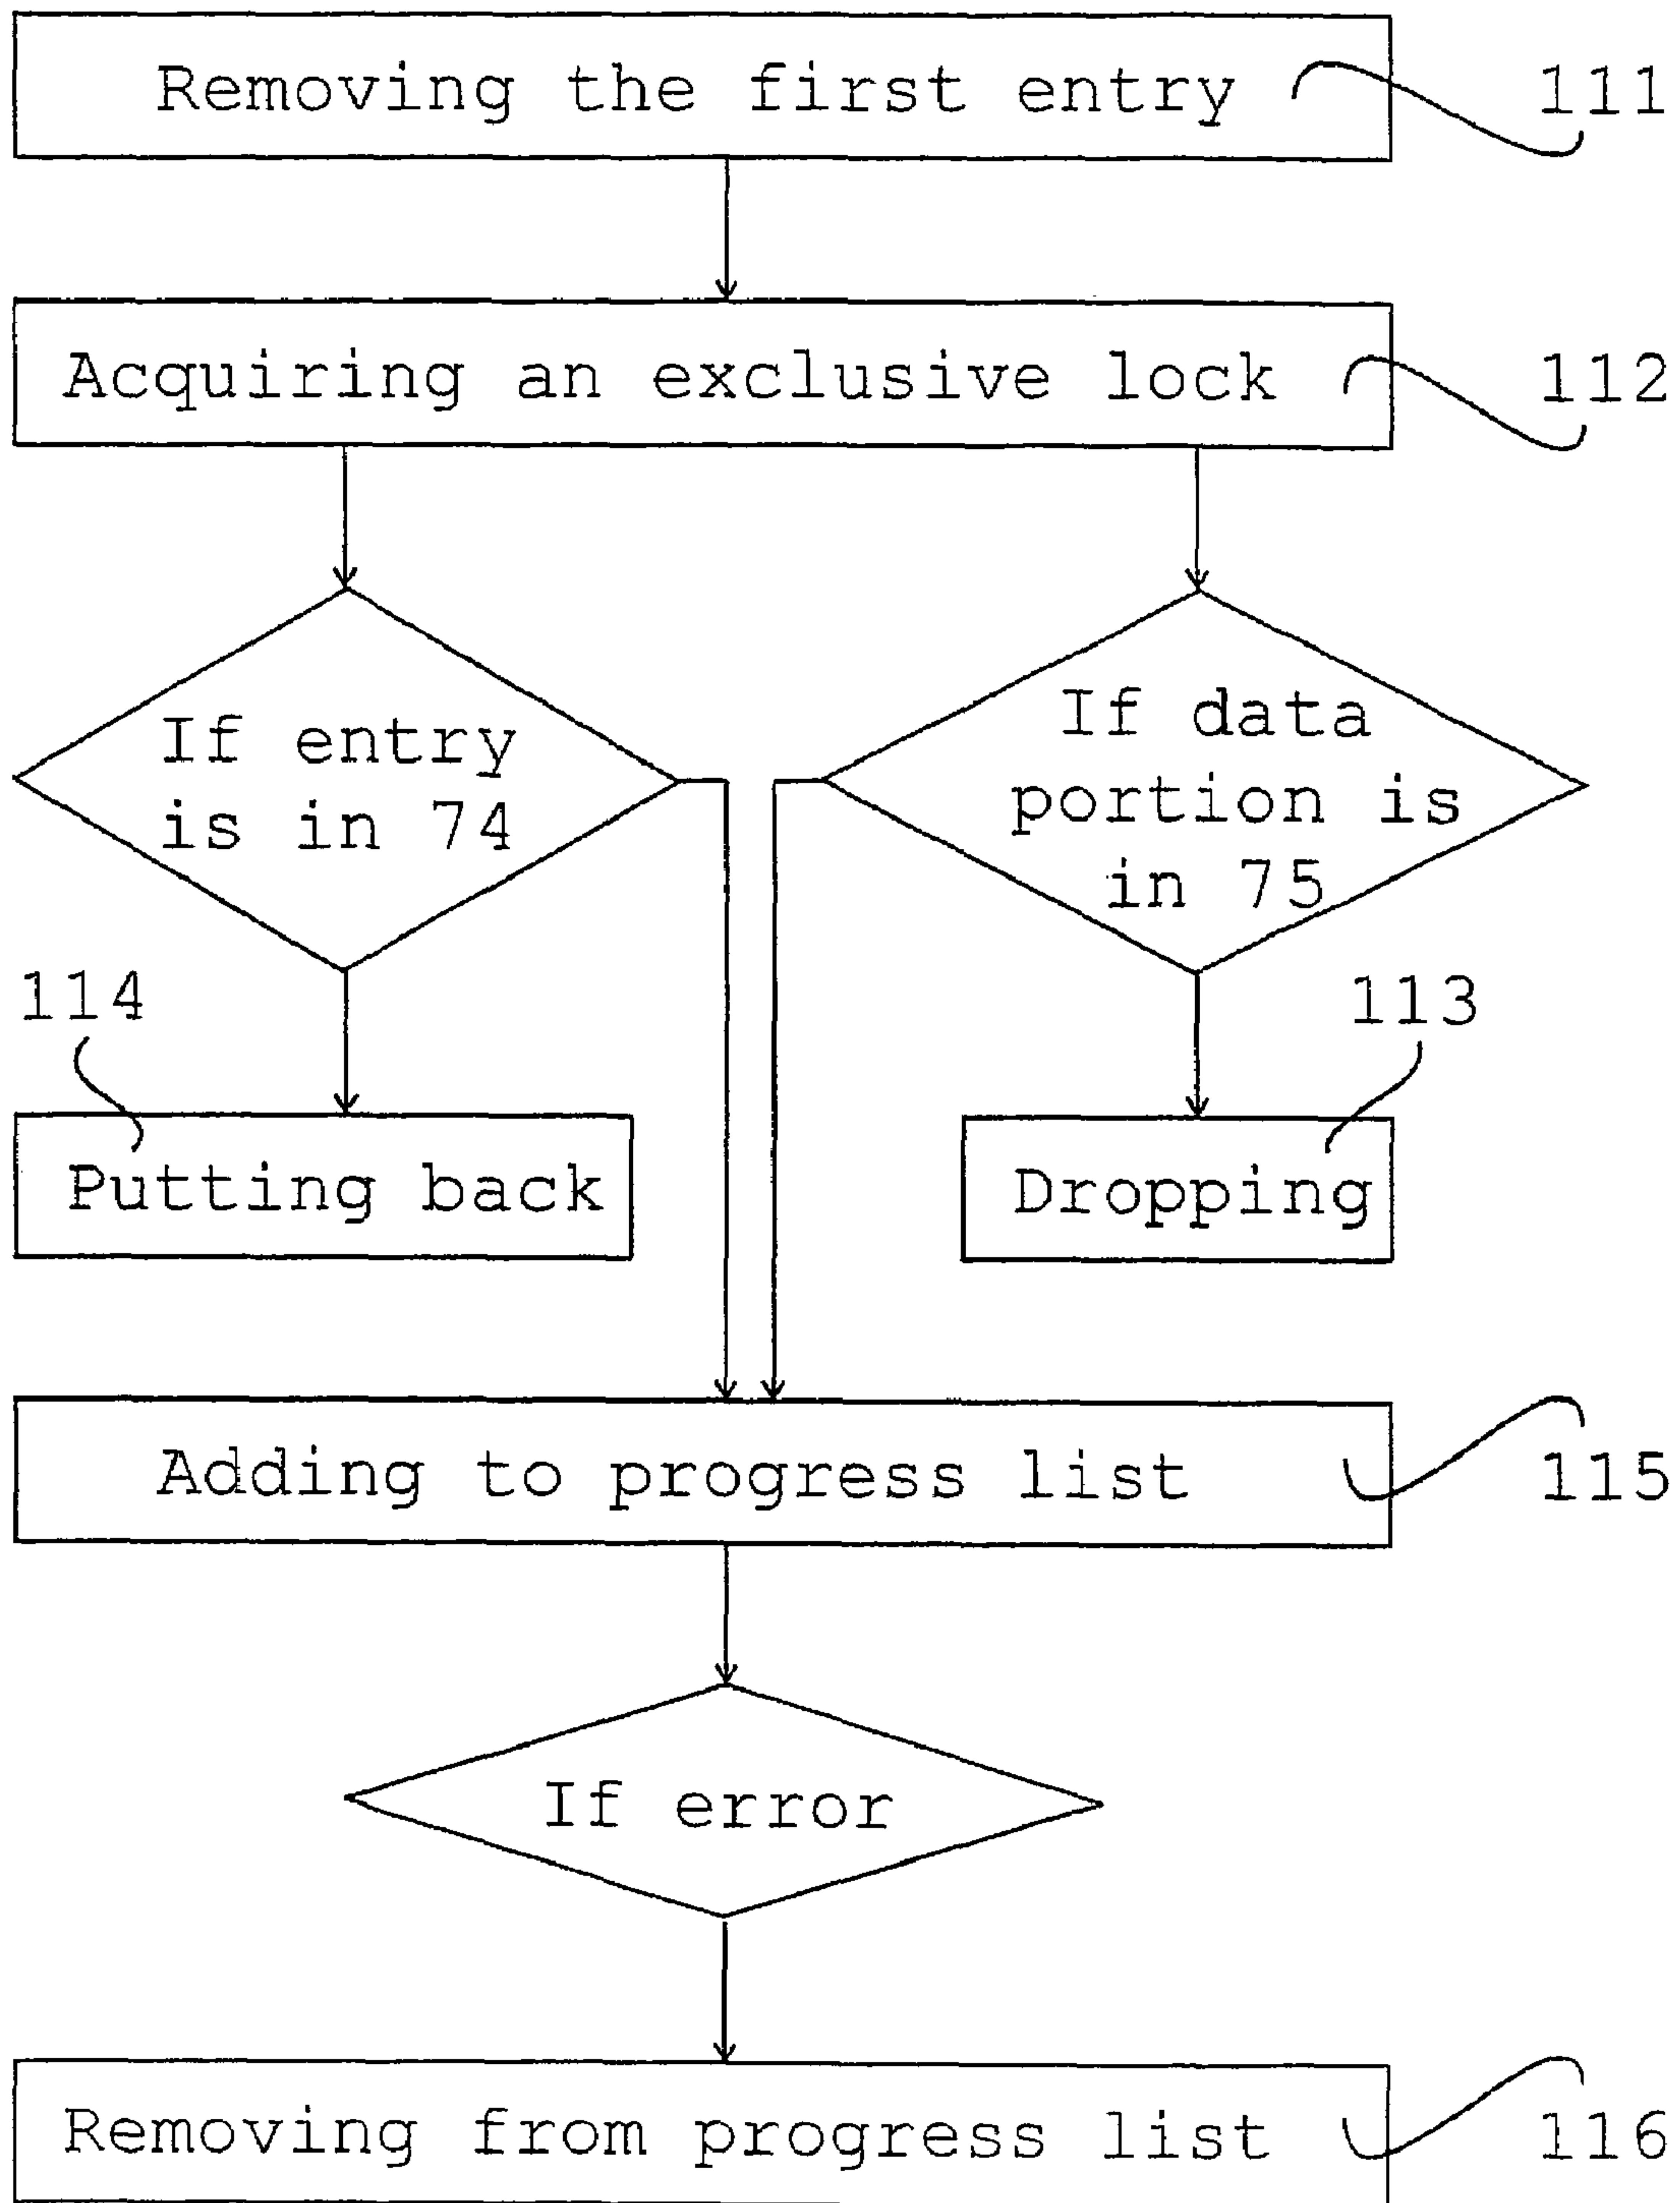 Removing the first entry
111
Acquiring an exclusive lock
112
If entry
is in 74
If data
portion is
in 75
114
113
Putting back
Dropping
Adding to progress list
115
If error
Removing from progress list
116